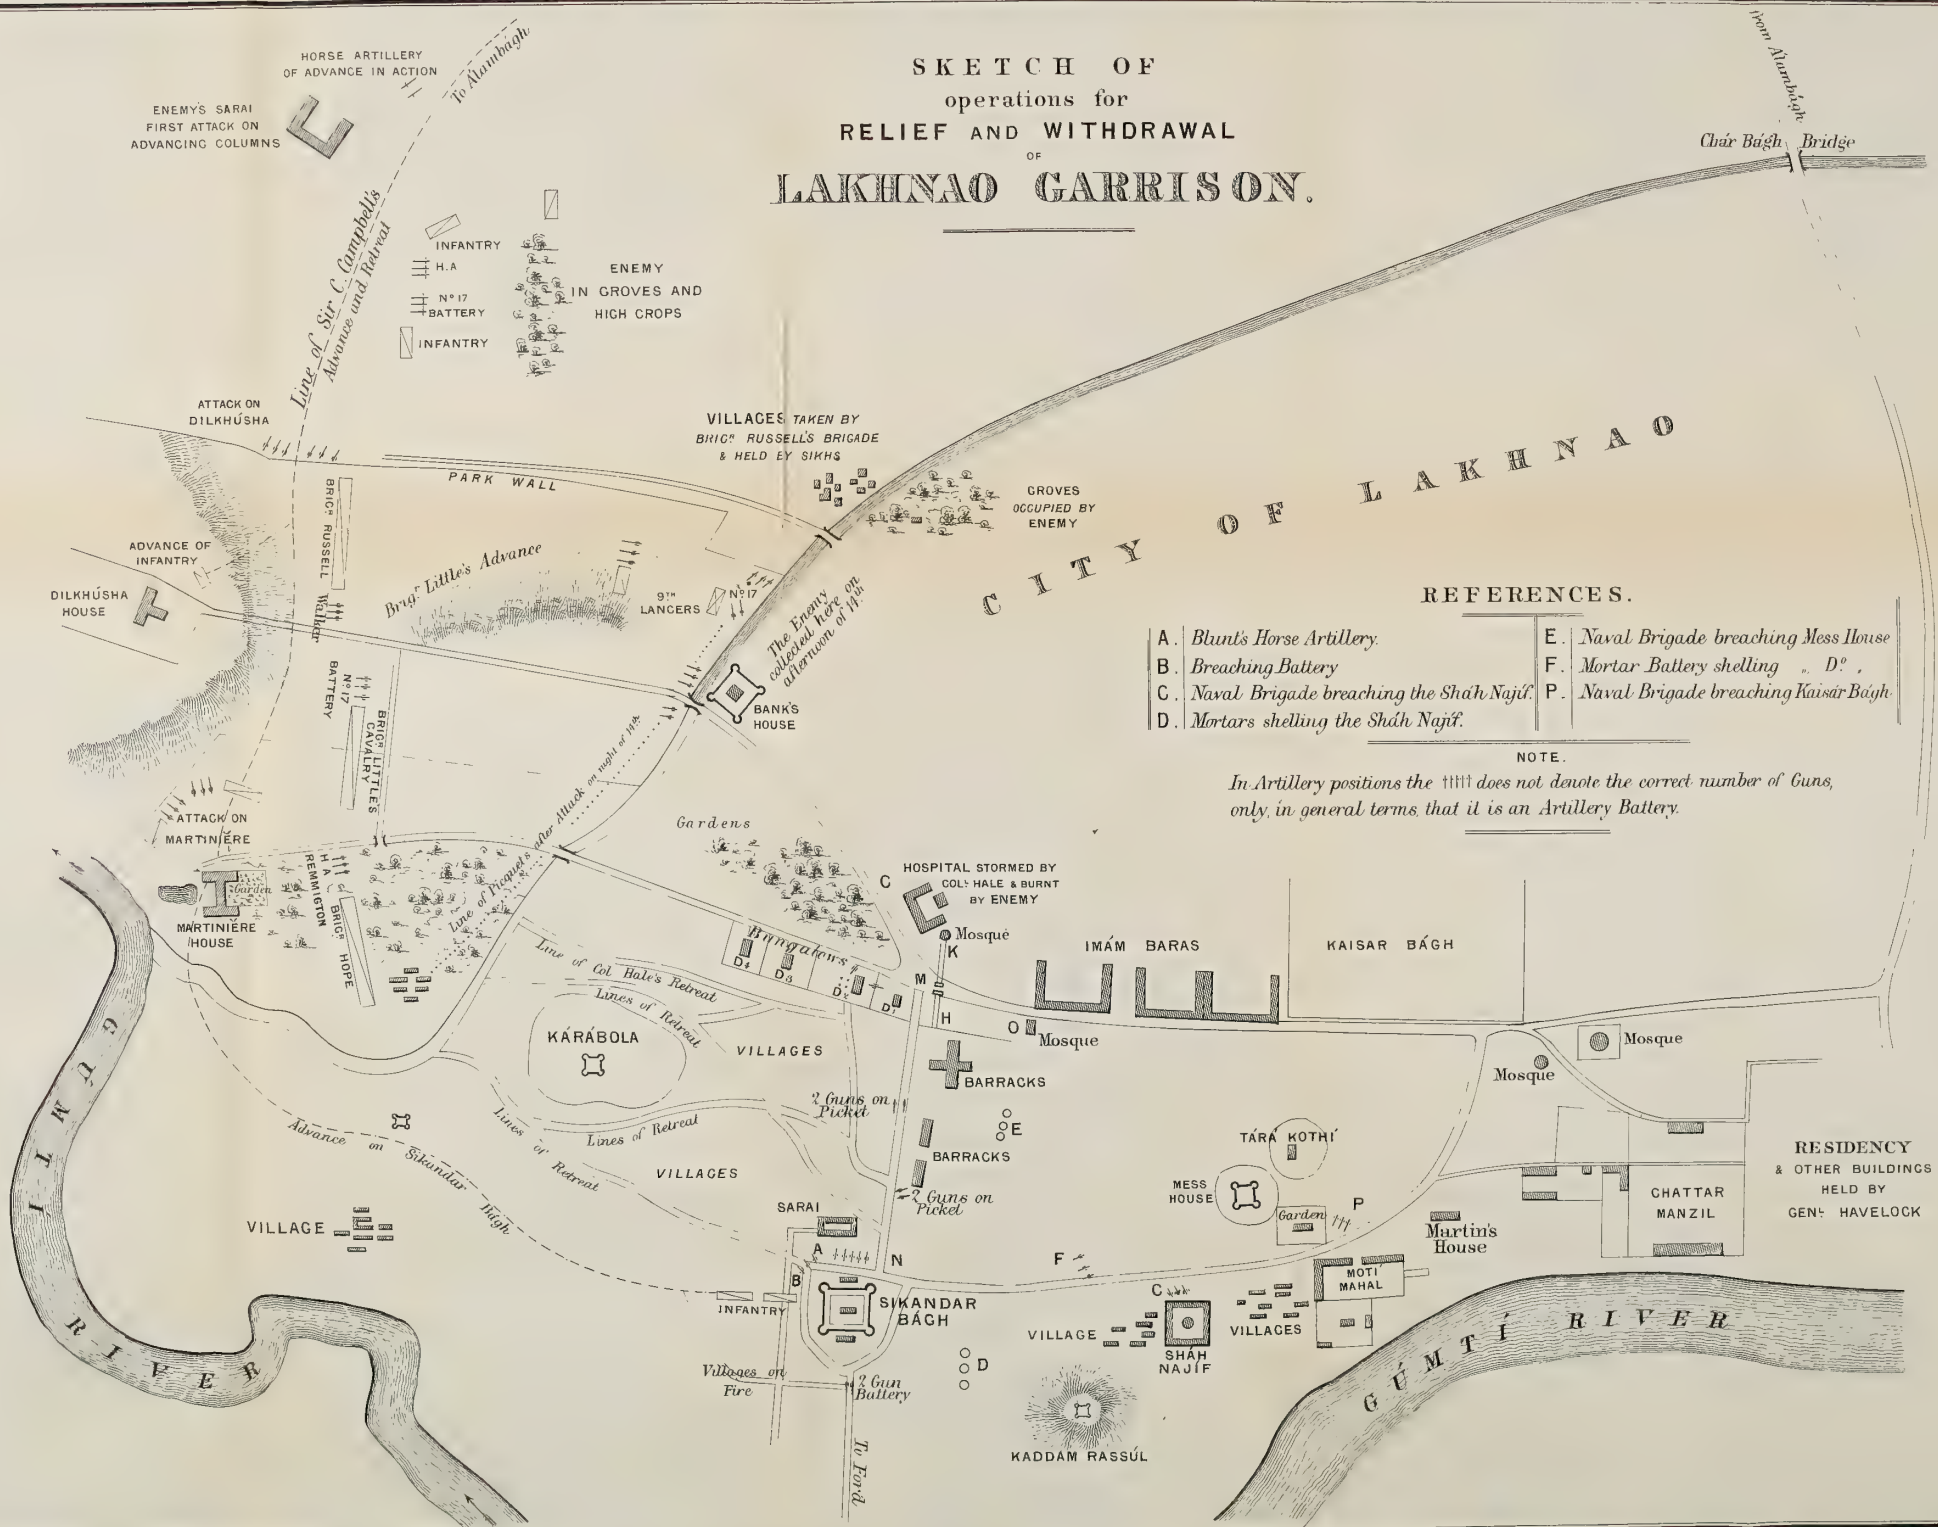 SKETCH OF
operations for
RELIEF AND WITHDRAWAL
OF
LAKHNAO GARRISON.
HORSE ARTILLERY
OF ADVANCE IN ACTION
To Alambágh
ENEMY'S SARAI
FIRST ATTACK ON
ADVANCING COLUMNS
from Alambágh
Chár Bágh Bridge
Line of Sir C. Campbell's
Advance and Retreat
INFANTRY
H.A
Nº 17
BATTERY
INFANTRY
ENEMY
IN GROVES AND
HIGH CROPS
ATTACK ON
DILKHÚSHA
VILLAGES TAKEN BY
BRIGR RUSSELL'S BRIGADE
& HELD BY SIKHS
PARK WALL
GROVES
OCCUPIED BY
ENEMY
CITY OF LAKHNAO
BRIGR RUSSELL
ADVANCE OF
INFANTRY
Brigr Little's Advance
DILKHÚSHA
HOUSE
Walkar
9TH
LANCERS
Nº 17
The Enemy
collected here on
afternoon of 14th
BANK'S
HOUSE
REFERENCES.
A. Blunt's Horse Artillery.
B. Breaching Battery
C. Naval Brigade breaching the Sháh Najíf.
D. Mortars shelling the Sháh Najíf.
E. Naval Brigade breaching Mess House
F. Mortar Battery shelling " Dº "
P. Naval Brigade breaching Kaisár Bágh
NOTE.
In Artillery positions the ††††† does not denote the correct number of Guns,
only, in general terms, that it is an Artillery Battery.
Nº 17
BATTERY
BRIGR LITTLE'S
CAVALRY
Line of Picquets after Attack on night of 14th
ATTACK ON
MARTINIÈRE
Garden
MARTINIÈRE
HOUSE
H.A
REMMINGTON
BRIGR HOPE
Gardens
C
HOSPITAL STORMED BY
COLL HALE & BURNT
BY ENEMY
Mosque
K
M
H
Bungalows
D4
D3
D2
D1
IMÁM BARAS
KAISAR BÁGH
O
Mosque
Mosque
Mosque
Line of Col Hale's Retreat
Lines of Retreat
KÁRÁBOLA
VILLAGES
BARRACKS
2 Guns on
Picket
E
Lines of Retreat
Lines of Retreat
BARRACKS
Advance on Sikandar Bágh
VILLAGES
2 Guns on
Picket
TÁRÁ KOTHÍ
MESS
HOUSE
Garden
P
RESIDENCY
& OTHER BUILDINGS
HELD BY
GENL HAVELOCK
CHATTAR
MANZIL
Martin's
House
VILLAGE
SARAI
A
N
B
F
MOTÍ
MAHAL
INFANTRY
SIKANDAR
BÁGH
C
VILLAGE
VILLAGES
SHÁH
NAJÍF
D
Villages on
Fire
2 Gun
Battery
KADDAM RASSÚL
To Ford
GÚMTÍ RIVER
GÚMTÍ RIVER